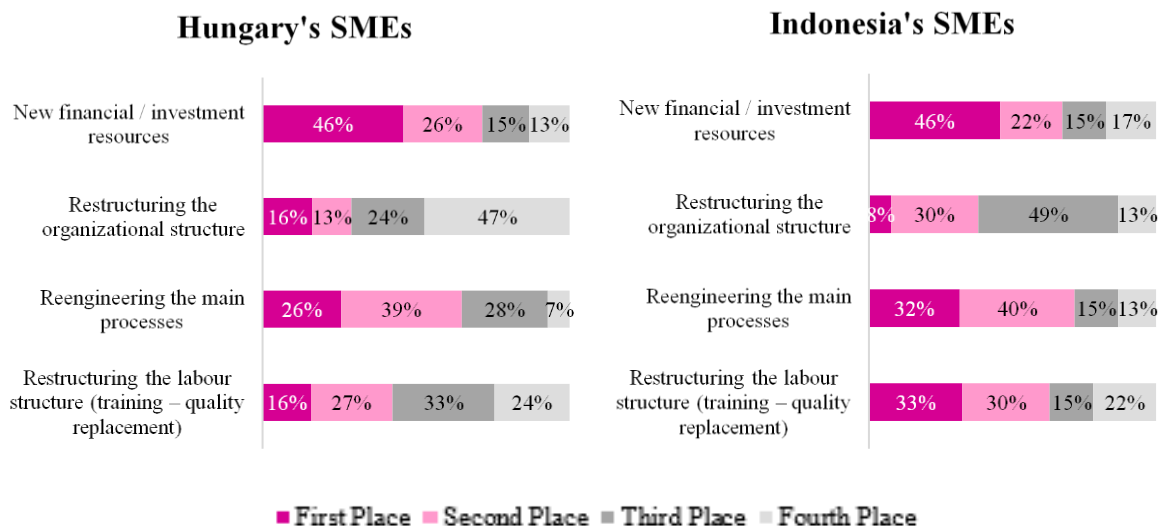 Hungary's SMEs
New financial / investment
resources
46% 26% 15% 13%
Restructuring the
organizational structure
16% 13% 24% 47%
Reengineering the main
processes
26% 39% 28% 7%
Restructuring the labour
structure (training – quality
replacement)
16% 27% 33% 24%
Indonesia's SMEs
New financial / investment
resources
46% 22% 15% 17%
Restructuring the
organizational structure
8% 30% 49% 13%
Reengineering the main
processes
32% 40% 15% 13%
Restructuring the labour
structure (training – quality
replacement)
33% 30% 15% 22%
First Place Second Place Third Place Fourth Place